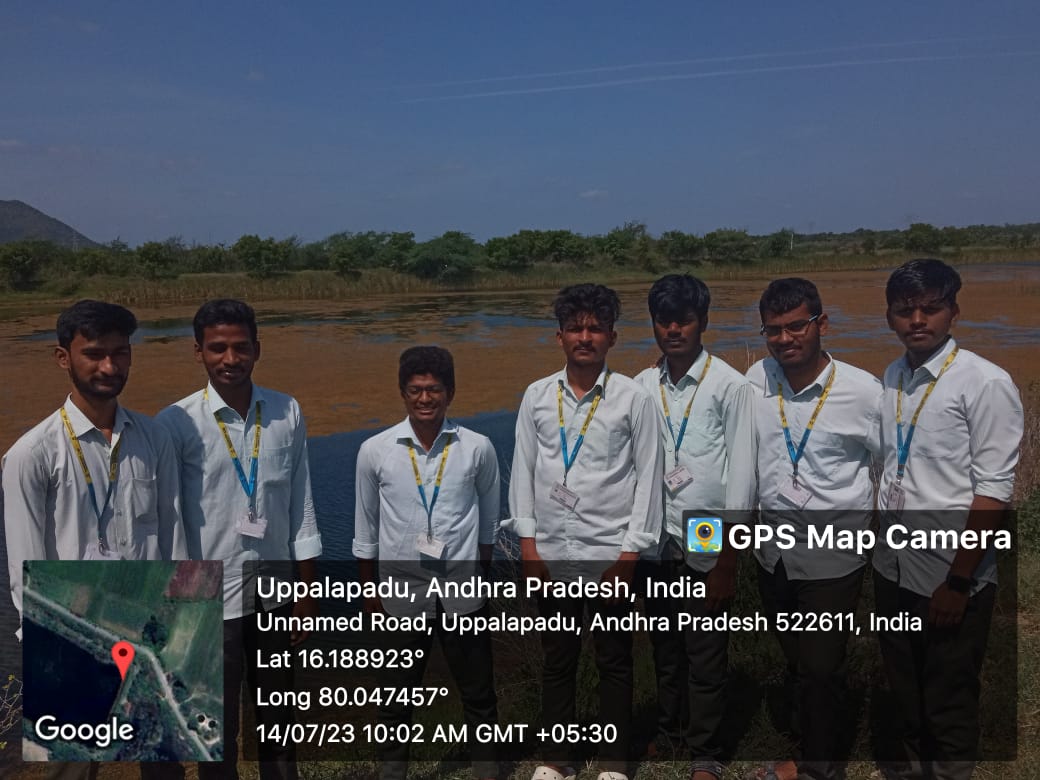 GPS Map Camera
Uppalapadu, Andhra Pradesh, India
Unnamed Road, Uppalapadu, Andhra Pradesh 522611, India
Lat 16.188923°
Long 80.047457°
14/07/23 10:02 AM GMT +05:30
Google